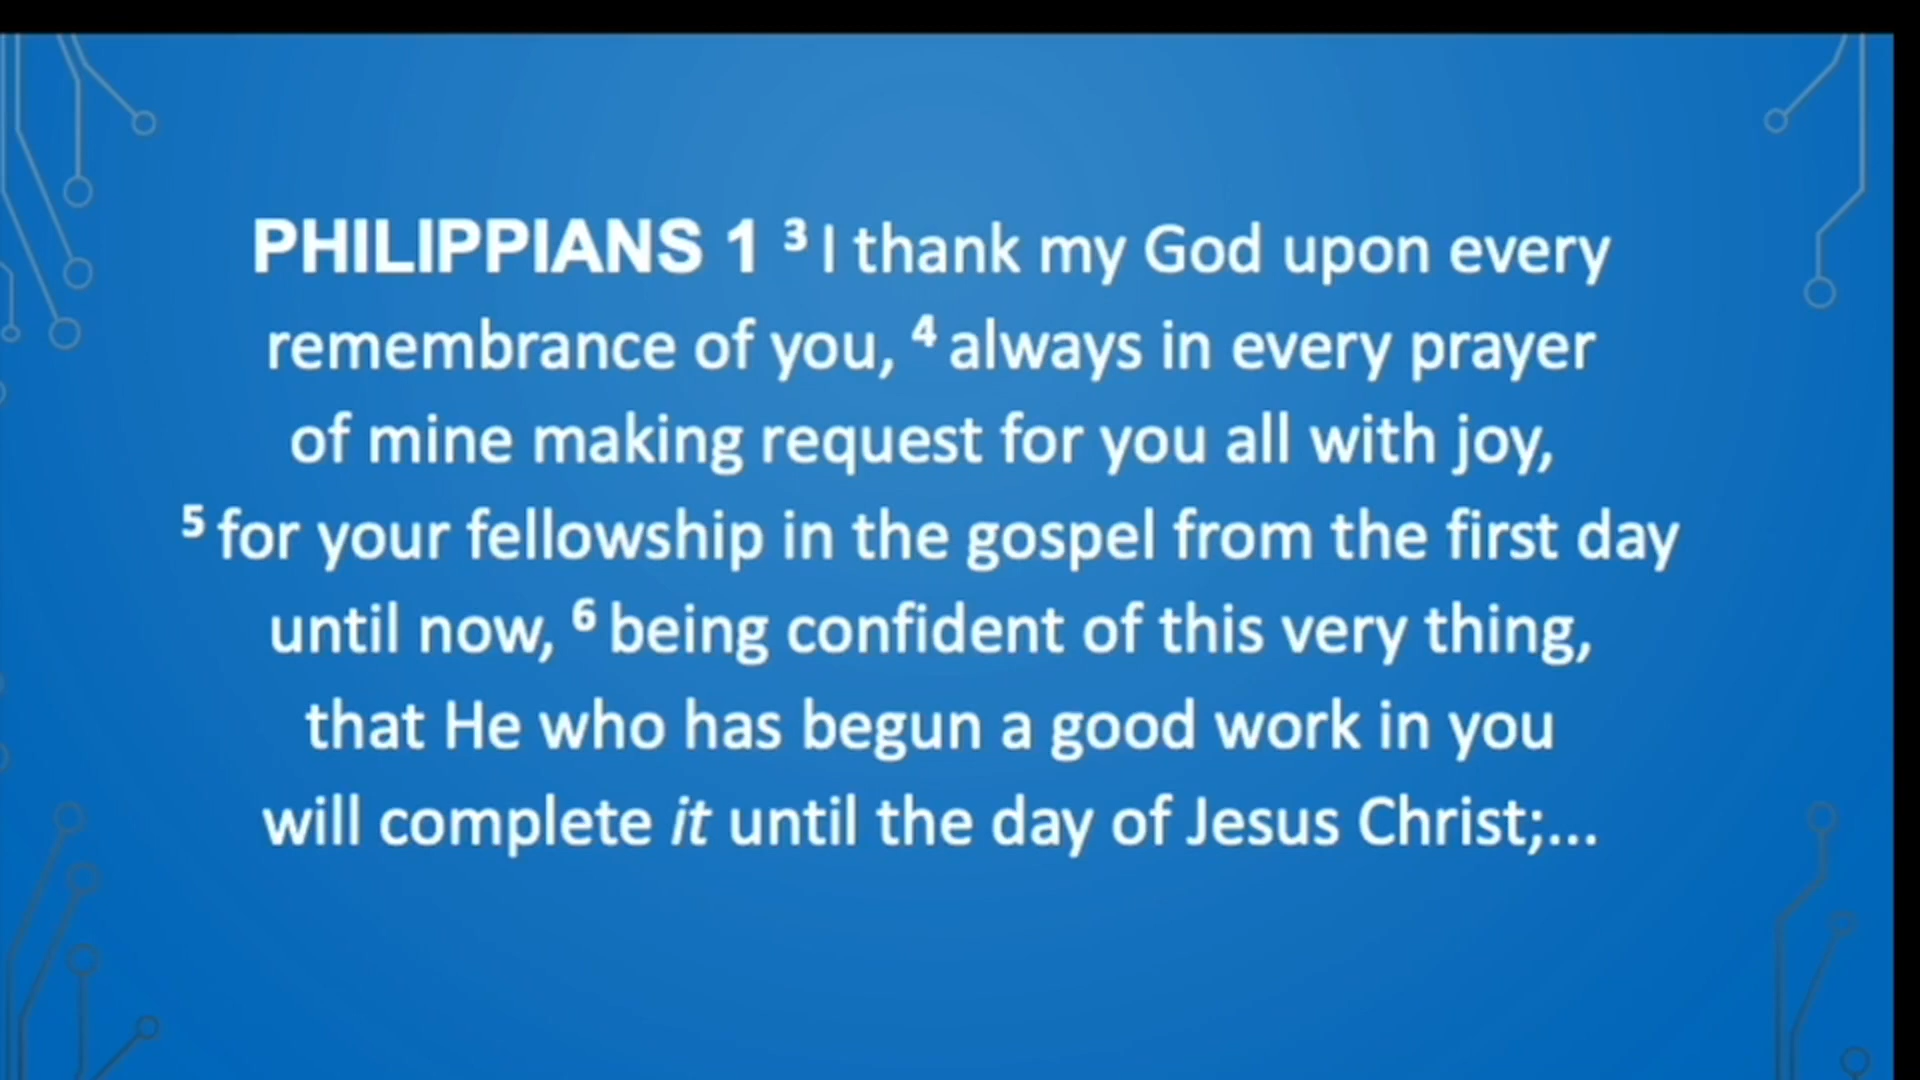 PHILIPPIANS 1 ³ I thank my God upon every
remembrance of you, ⁴ always in every prayer
of mine making request for you all with joy,
⁵ for your fellowship in the gospel from the first day
until now, ⁶ being confident of this very thing,
that He who has begun a good work in you
will complete it until the day of Jesus Christ;...